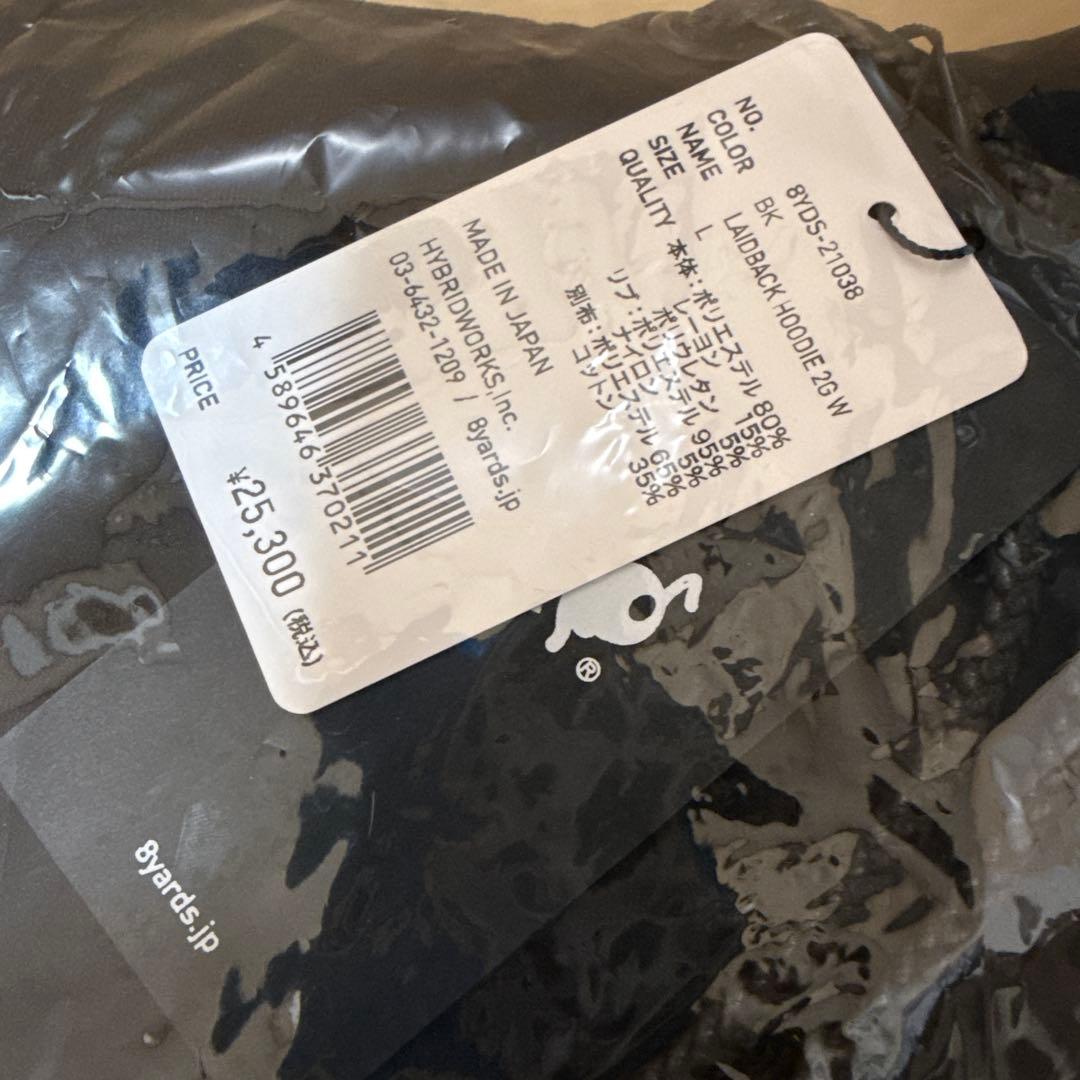 NO. 8YDS-21038
COLOR BK
NAME LAIDBACK HOODIE 2G W
SIZE L
QUALITY 本体:ポリエステル 80%
レーヨン 15%
ポリウレタン 5%
リブ:ポリエステル 95%
ナイロン 5%
別布:ポリエステル 65%
コットン 35%
MADE IN JAPAN
HYBRIDWORKS,Inc.
03-6432-1209 / 8yards.jp
4 589646 370211
PRICE ¥25,300 (税込)
®
8yards.jp